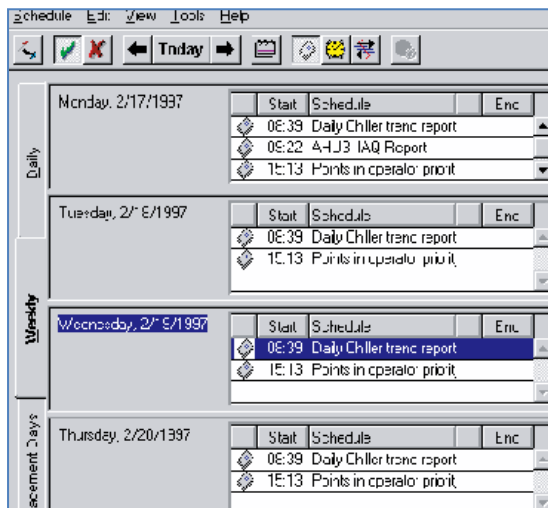 Schedule Edit View Tools Help
Today
Daily
Weekly
acement Days
Monday, 2/17/1997
Start Schedule End
08:39 Daily Chiller trend report
09:22 AHU3 IAQ Report
15:13 Points in operator priorit
Tuesday, 2/18/1997
Start Schedule End
08:39 Daily Chiller trend report
15:13 Points in operator priority
Wednesday, 2/19/1997
Start Schedule End
08:39 Daily Chiller trend report
15:13 Points in operator priority
Thursday, 2/20/1997
Start Schedule End
08:39 Daily Chiller trend report
15:13 Points in operator priority